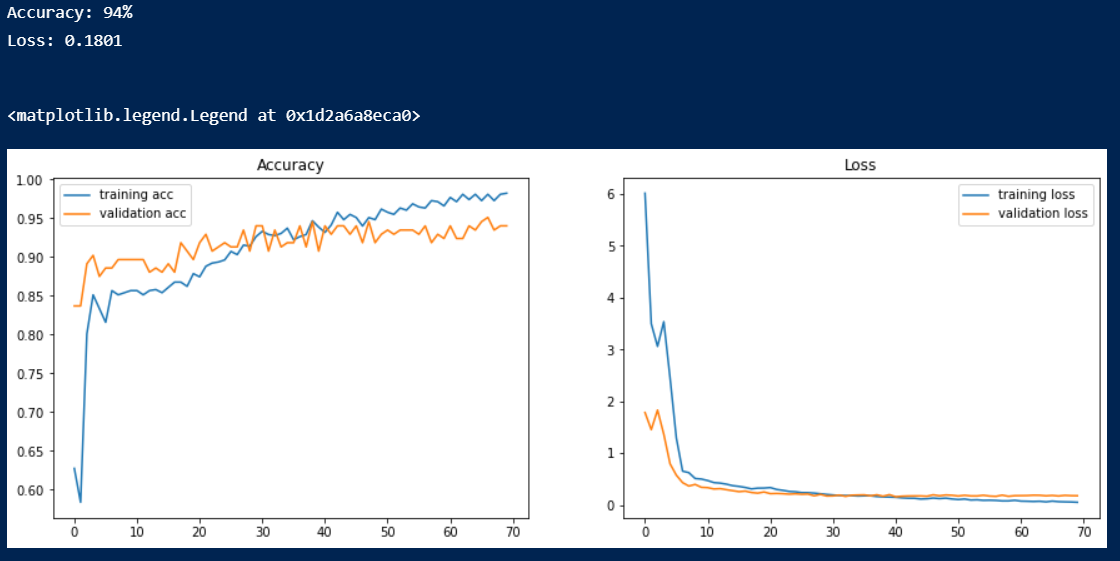 Accuracy: 94%
Loss: 0.1801
<matplotlib.legend.Legend at 0x1d2a6a8eca0>
Accuracy
training acc
validation acc
1.00
0.95
0.90
0.85
0.80
0.75
0.70
0.65
0.60
0 10 20 30 40 50 60 70
Loss
training loss
validation loss
6
5
4
3
2
1
0
0 10 20 30 40 50 60 70